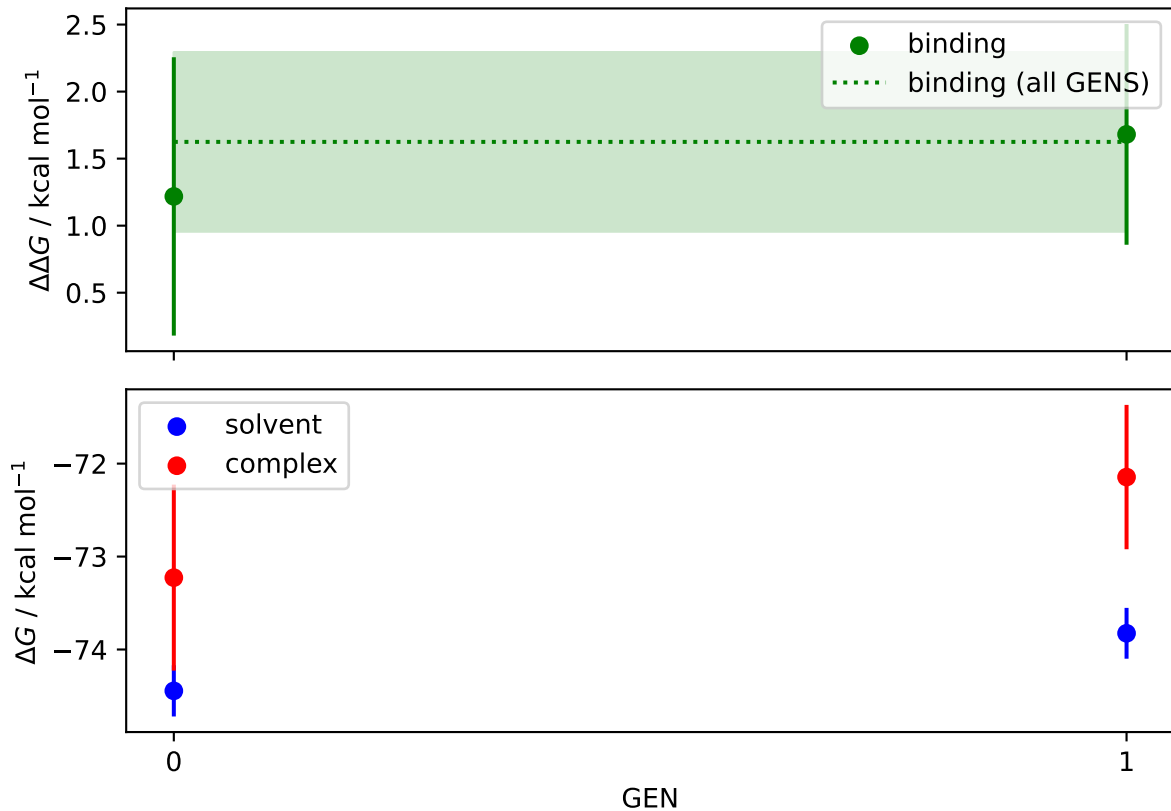 2.5
2.0
1.5
1.0
0.5
ΔΔG / kcal mol⁻¹
binding
binding (all GENS)
−72
−73
−74
ΔG / kcal mol⁻¹
solvent
complex
0
1
GEN